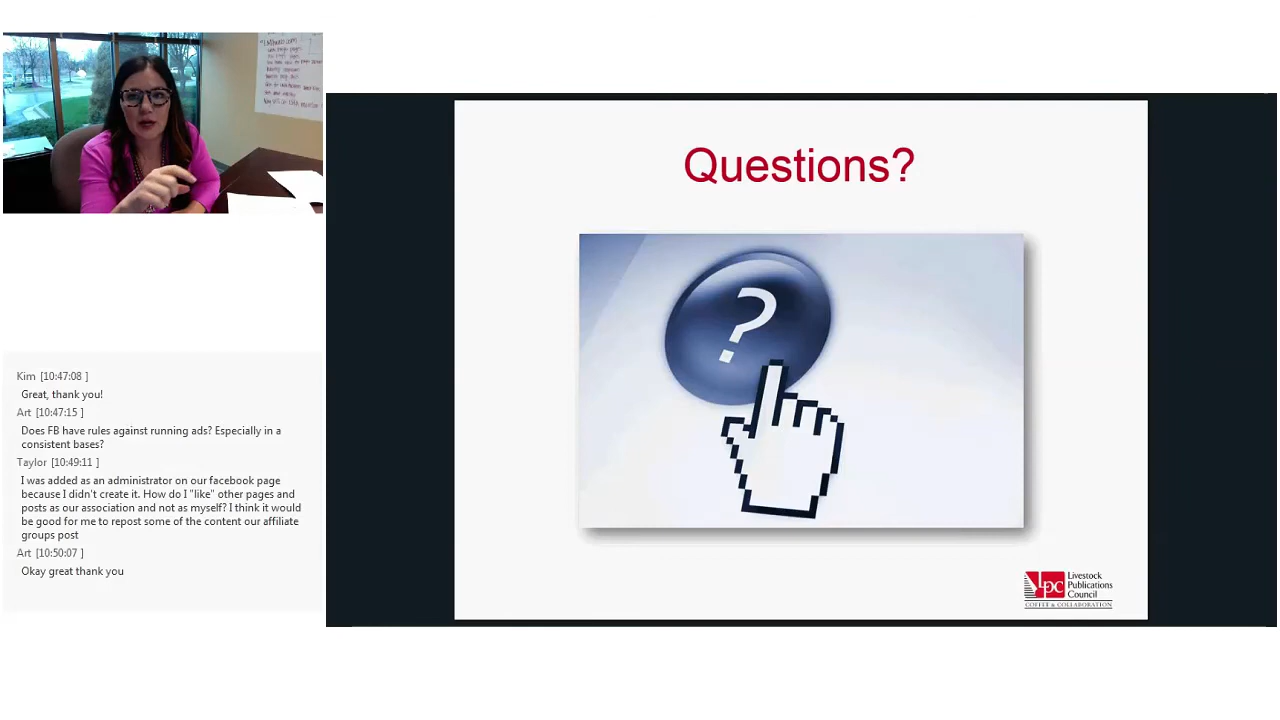 Questions?
?
Kim [10:47:08 ]
Great, thank you!
Art [10:47:15 ]
Does FB have rules against running ads? Especially in a
consistent bases?
Taylor [10:49:11 ]
I was added as an administrator on our facebook page
because I didn't create it. How do I "like" other pages and
posts as our association and not as myself? I think it would
be good for me to repost some of the content our affiliate
groups post
Art [10:50:07 ]
Okay great thank you
LPC
Livestock
Publications
Council
COFFEE & COLLABORATION